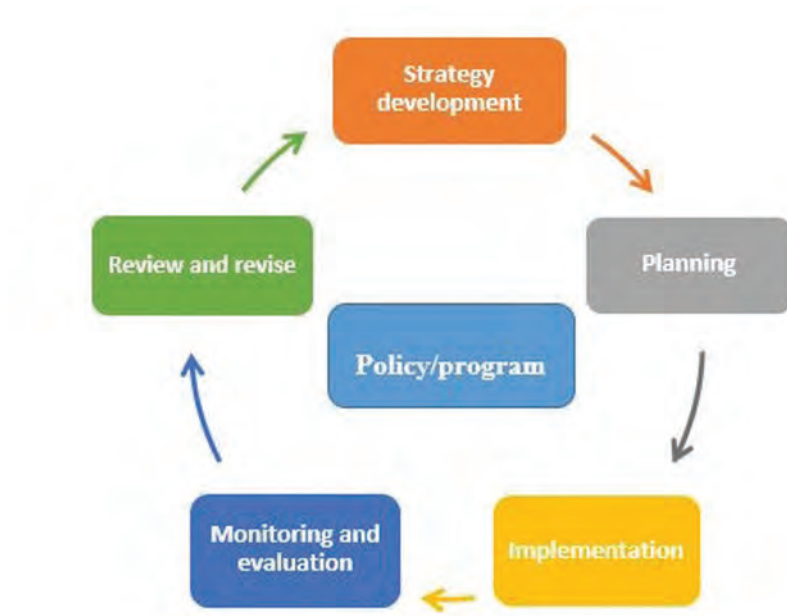 Strategy
development
Planning
Review and revise
Policy/program
Monitoring and
evaluation
Implementation